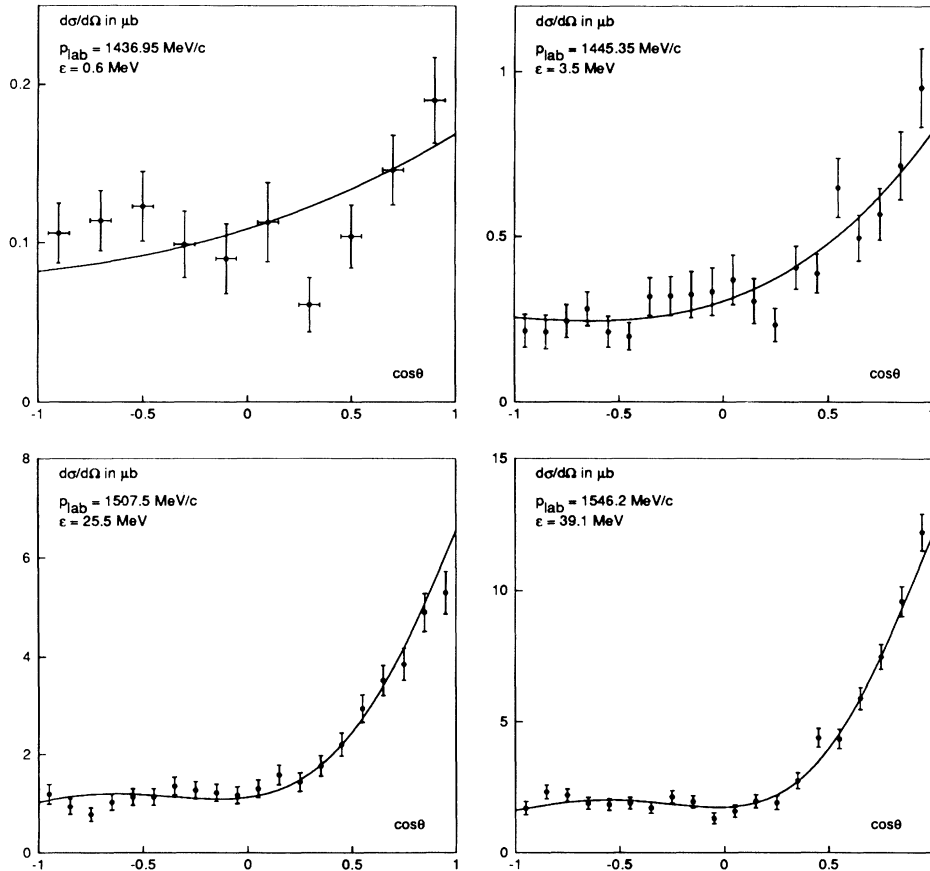 dσ/dΩ in μb
p_lab = 1436.95 MeV/c
ε = 0.6 MeV
0.2
0.1
0
cosθ
-1 -0.5 0 0.5 1
dσ/dΩ in μb
p_lab = 1445.35 MeV/c
ε = 3.5 MeV
1
0.5
0
cosθ
-1 -0.5 0 0.5 1
dσ/dΩ in μb
p_lab = 1507.5 MeV/c
ε = 25.5 MeV
8
6
4
2
0
cosθ
-1 -0.5 0 0.5 1
dσ/dΩ in μb
p_lab = 1546.2 MeV/c
ε = 39.1 MeV
15
10
5
0
cosθ
-1 -0.5 0 0.5